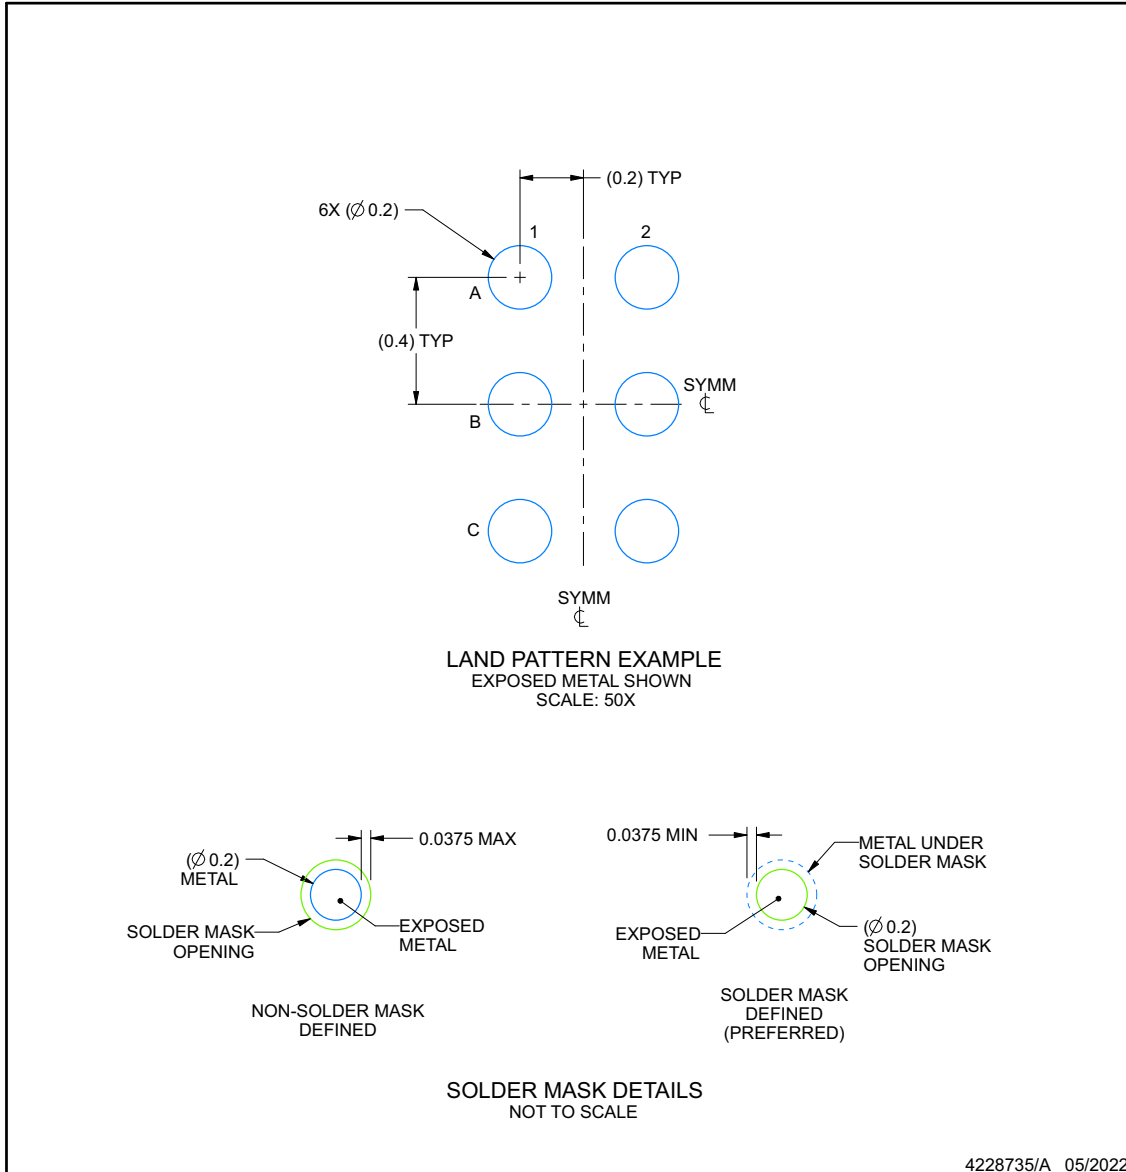 (0.2) TYP
6X (∅ 0.2)
1
2
A
(0.4) TYP
SYMM
℄
B
C
SYMM
℄
LAND PATTERN EXAMPLE
EXPOSED METAL SHOWN
SCALE: 50X
0.0375 MAX
(∅ 0.2)
METAL
SOLDER MASK
OPENING
EXPOSED
METAL
NON-SOLDER MASK
DEFINED
0.0375 MIN
METAL UNDER
SOLDER MASK
EXPOSED
METAL
(∅ 0.2)
SOLDER MASK
OPENING
SOLDER MASK
DEFINED
(PREFERRED)
SOLDER MASK DETAILS
NOT TO SCALE
4228735/A 05/2022